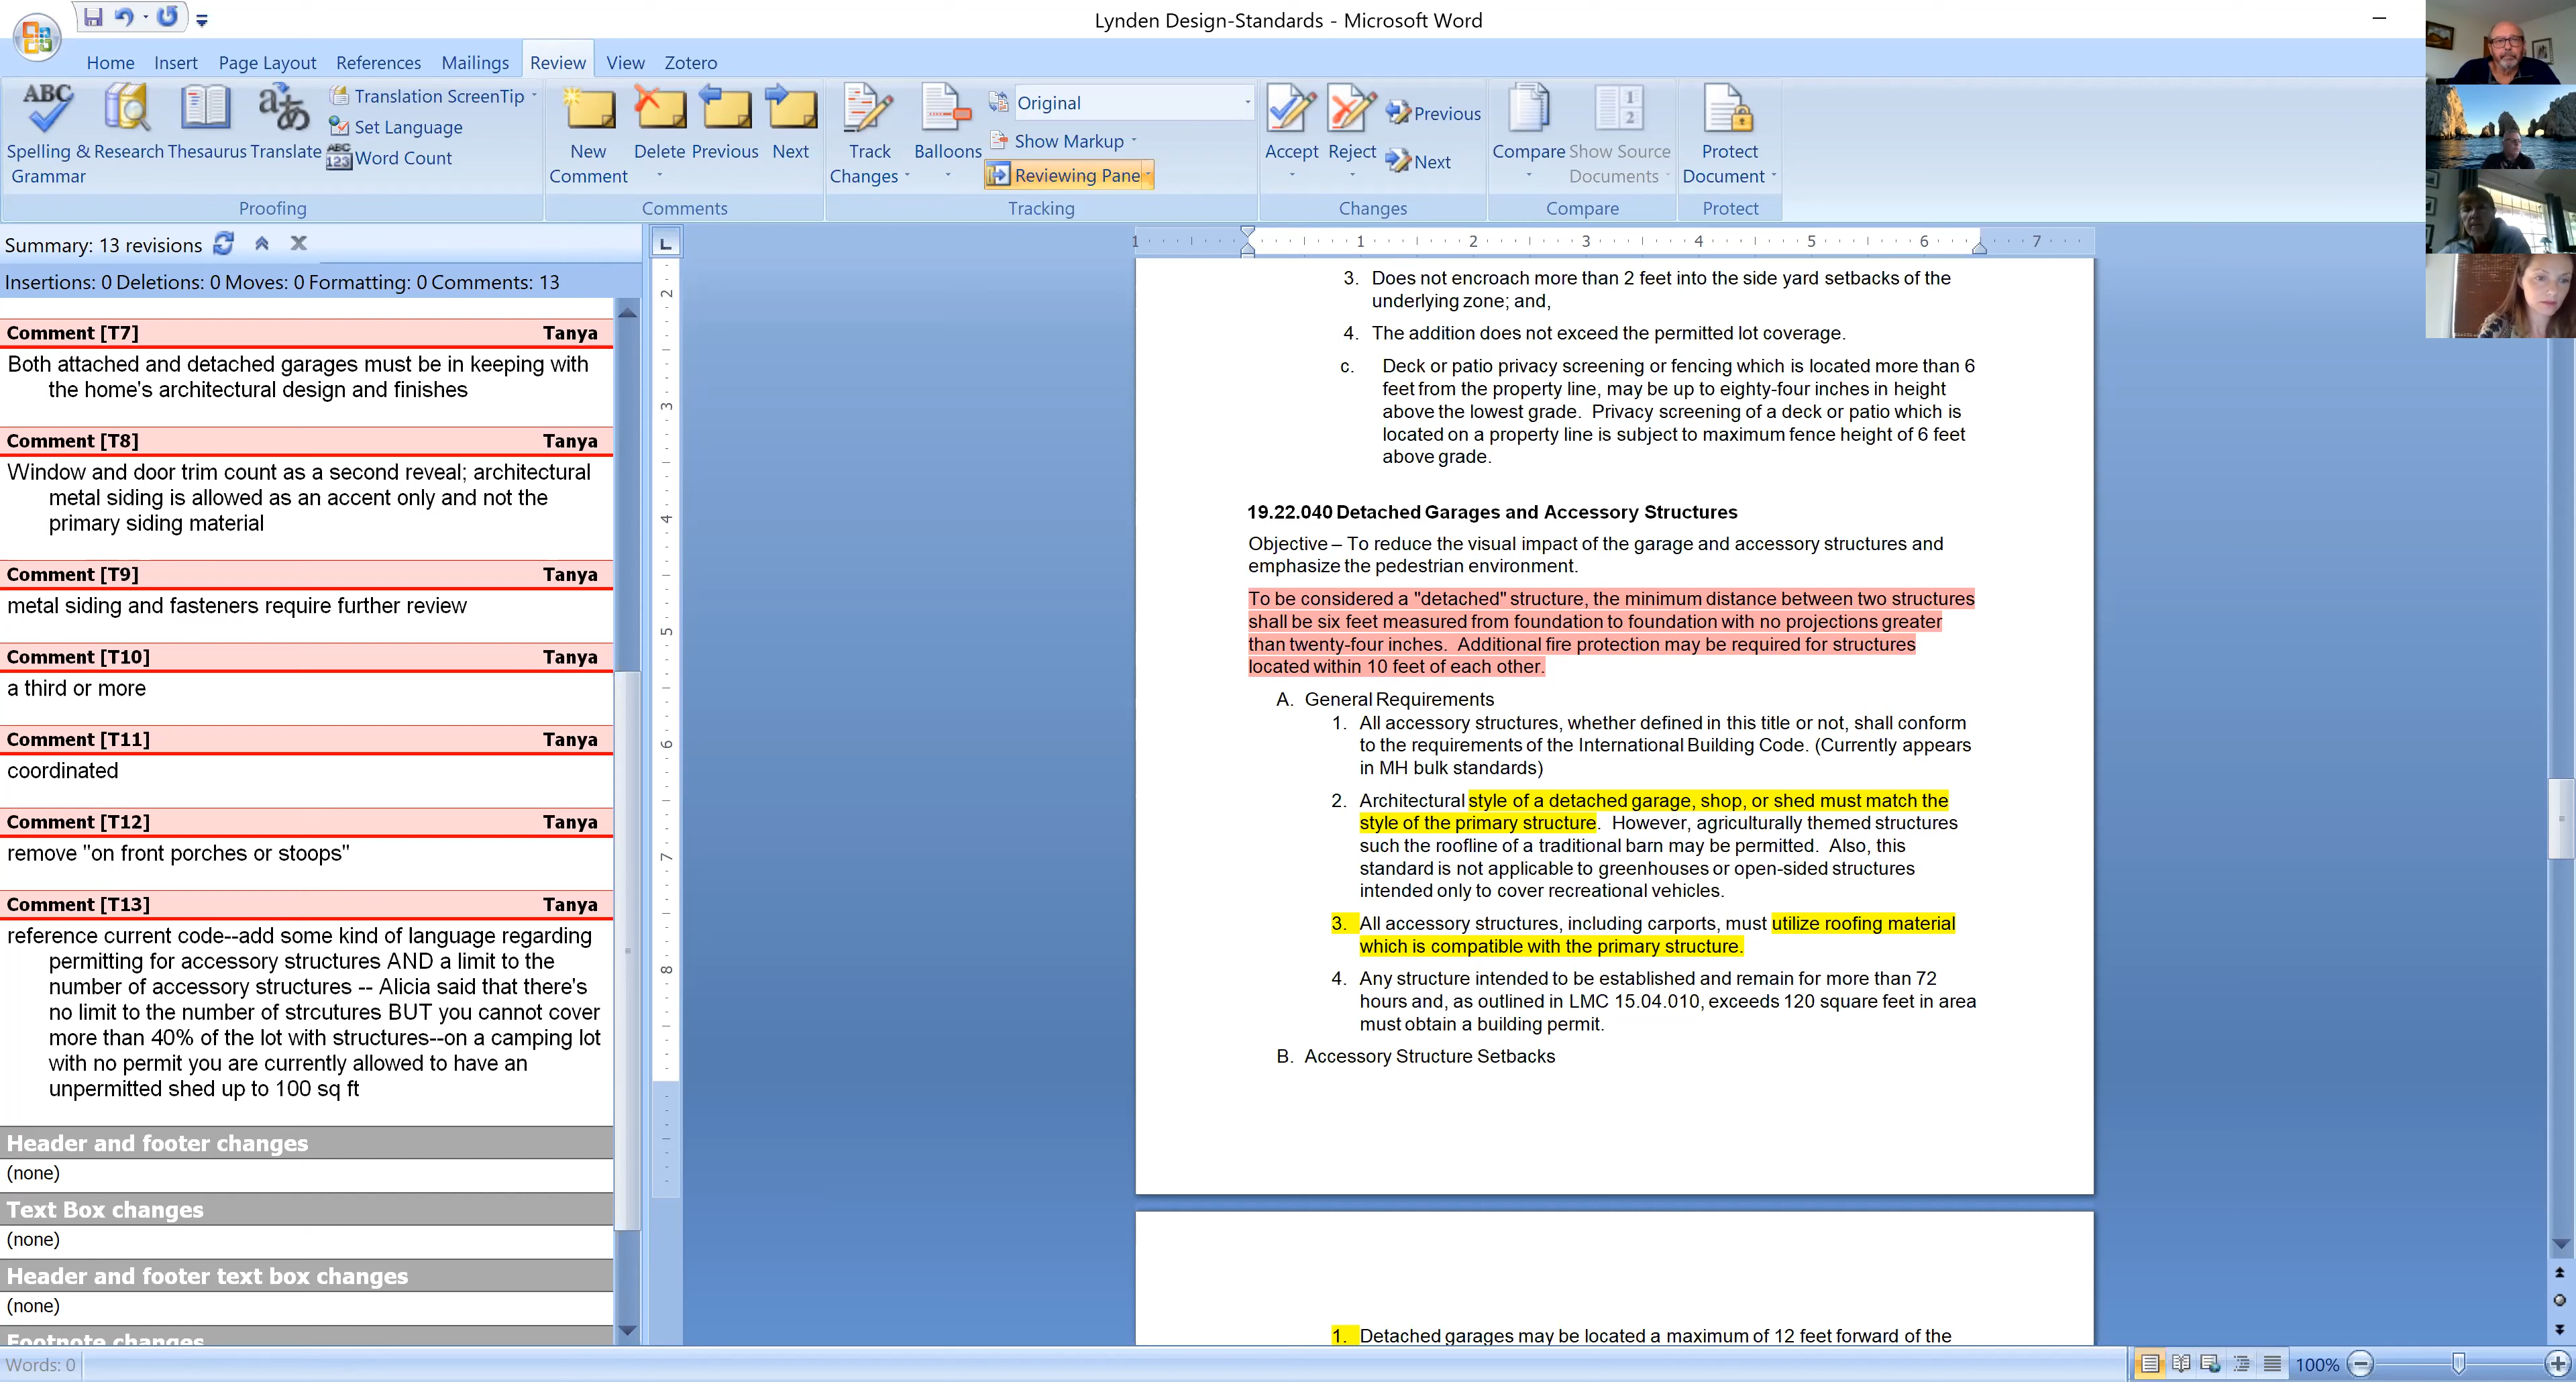 Lynden Design-Standards - Microsoft Word
Home Insert Page Layout References Mailings Review View Zotero
ABC
Spelling & Grammar
Research
Thesaurus
Translate
Translation ScreenTip
Set Language
ABC
123
Word Count
Proofing
New Comment
Delete
Previous
Next
Comments
Track Changes
Balloons
Original
Show Markup
Reviewing Pane
Tracking
Accept
Reject
Previous
Next
Changes
Compare
1 2
Show Source Documents
Compare
Protect Document
Protect
Summary: 13 revisions
Insertions: 0 Deletions: 0 Moves: 0 Formatting: 0 Comments: 13
Comment [T7] Tanya
Both attached and detached garages must be in keeping with
the home's architectural design and finishes
Comment [T8] Tanya
Window and door trim count as a second reveal; architectural
metal siding is allowed as an accent only and not the
primary siding material
Comment [T9] Tanya
metal siding and fasteners require further review
Comment [T10] Tanya
a third or more
Comment [T11] Tanya
coordinated
Comment [T12] Tanya
remove "on front porches or stoops"
Comment [T13] Tanya
reference current code--add some kind of language regarding
permitting for accessory structures AND a limit to the
number of accessory structures -- Alicia said that there's
no limit to the number of strcutures BUT you cannot cover
more than 40% of the lot with structures--on a camping lot
with no permit you are currently allowed to have an
unpermitted shed up to 100 sq ft
Header and footer changes
(none)
Text Box changes
(none)
Header and footer text box changes
(none)
Footnote changes
L
1 1 2 3 4 5 6 7
2
3
4
5
6
7
8
3. Does not encroach more than 2 feet into the side yard setbacks of the
underlying zone; and,
4. The addition does not exceed the permitted lot coverage.
c. Deck or patio privacy screening or fencing which is located more than 6
feet from the property line, may be up to eighty-four inches in height
above the lowest grade. Privacy screening of a deck or patio which is
located on a property line is subject to maximum fence height of 6 feet
above grade.
19.22.040 Detached Garages and Accessory Structures
Objective – To reduce the visual impact of the garage and accessory structures and
emphasize the pedestrian environment.
To be considered a "detached" structure, the minimum distance between two structures
shall be six feet measured from foundation to foundation with no projections greater
than twenty-four inches. Additional fire protection may be required for structures
located within 10 feet of each other.
A. General Requirements
1. All accessory structures, whether defined in this title or not, shall conform
to the requirements of the International Building Code. (Currently appears
in MH bulk standards)
2. Architectural style of a detached garage, shop, or shed must match the
style of the primary structure. However, agriculturally themed structures
such the roofline of a traditional barn may be permitted. Also, this
standard is not applicable to greenhouses or open-sided structures
intended only to cover recreational vehicles.
3. All accessory structures, including carports, must utilize roofing material
which is compatible with the primary structure.
4. Any structure intended to be established and remain for more than 72
hours and, as outlined in LMC 15.04.010, exceeds 120 square feet in area
must obtain a building permit.
B. Accessory Structure Setbacks
1. Detached garages may be located a maximum of 12 feet forward of the
Words: 0
100%